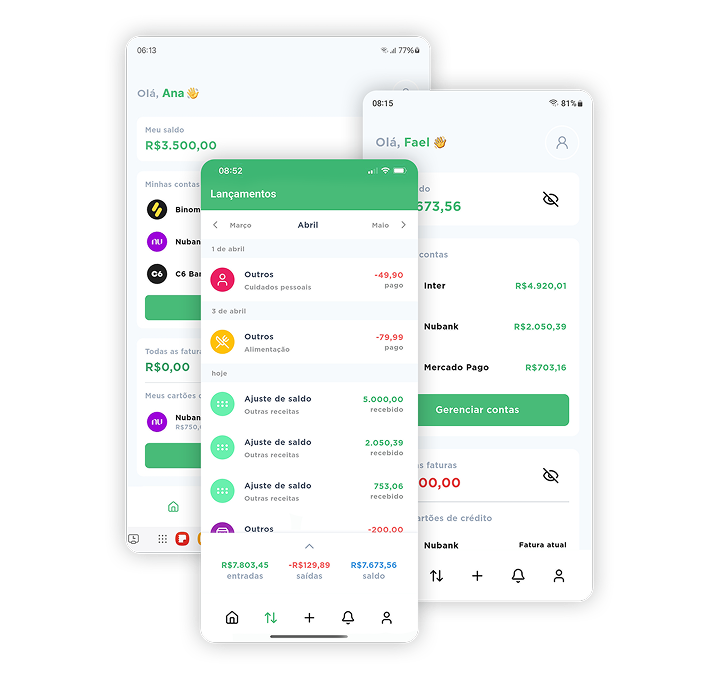 06:13
77%
Olá, Ana 👋
Meu saldo
R$3.500,00
Minhas contas
Binom
Nuban
C6 Ban
Todas as fatura
R$0,00
Meus cartões d
Nuban
R$750,
08:15
81%
Olá, Fael 👋
do
673,56
contas
Inter
R$4.920,01
Nubank
R$2.050,39
Mercado Pago
R$703,16
Gerenciar contas
s faturas
00,00
artões de crédito
Nubank
Fatura atual
08:52
Lançamentos
Março
Abril
Maio
1 de abril
Outros
-49,90
Cuidados pessoais
pago
3 de abril
Outros
-79,99
Alimentação
pago
hoje
Ajuste de saldo
5.000,00
Outras receitas
recebido
Ajuste de saldo
2.050,39
Outras receitas
recebido
Ajuste de saldo
753,06
Outras receitas
recebido
Outros
-200,00
R$7.803,45
-R$129,89
R$7.673,56
entradas
saídas
saldo